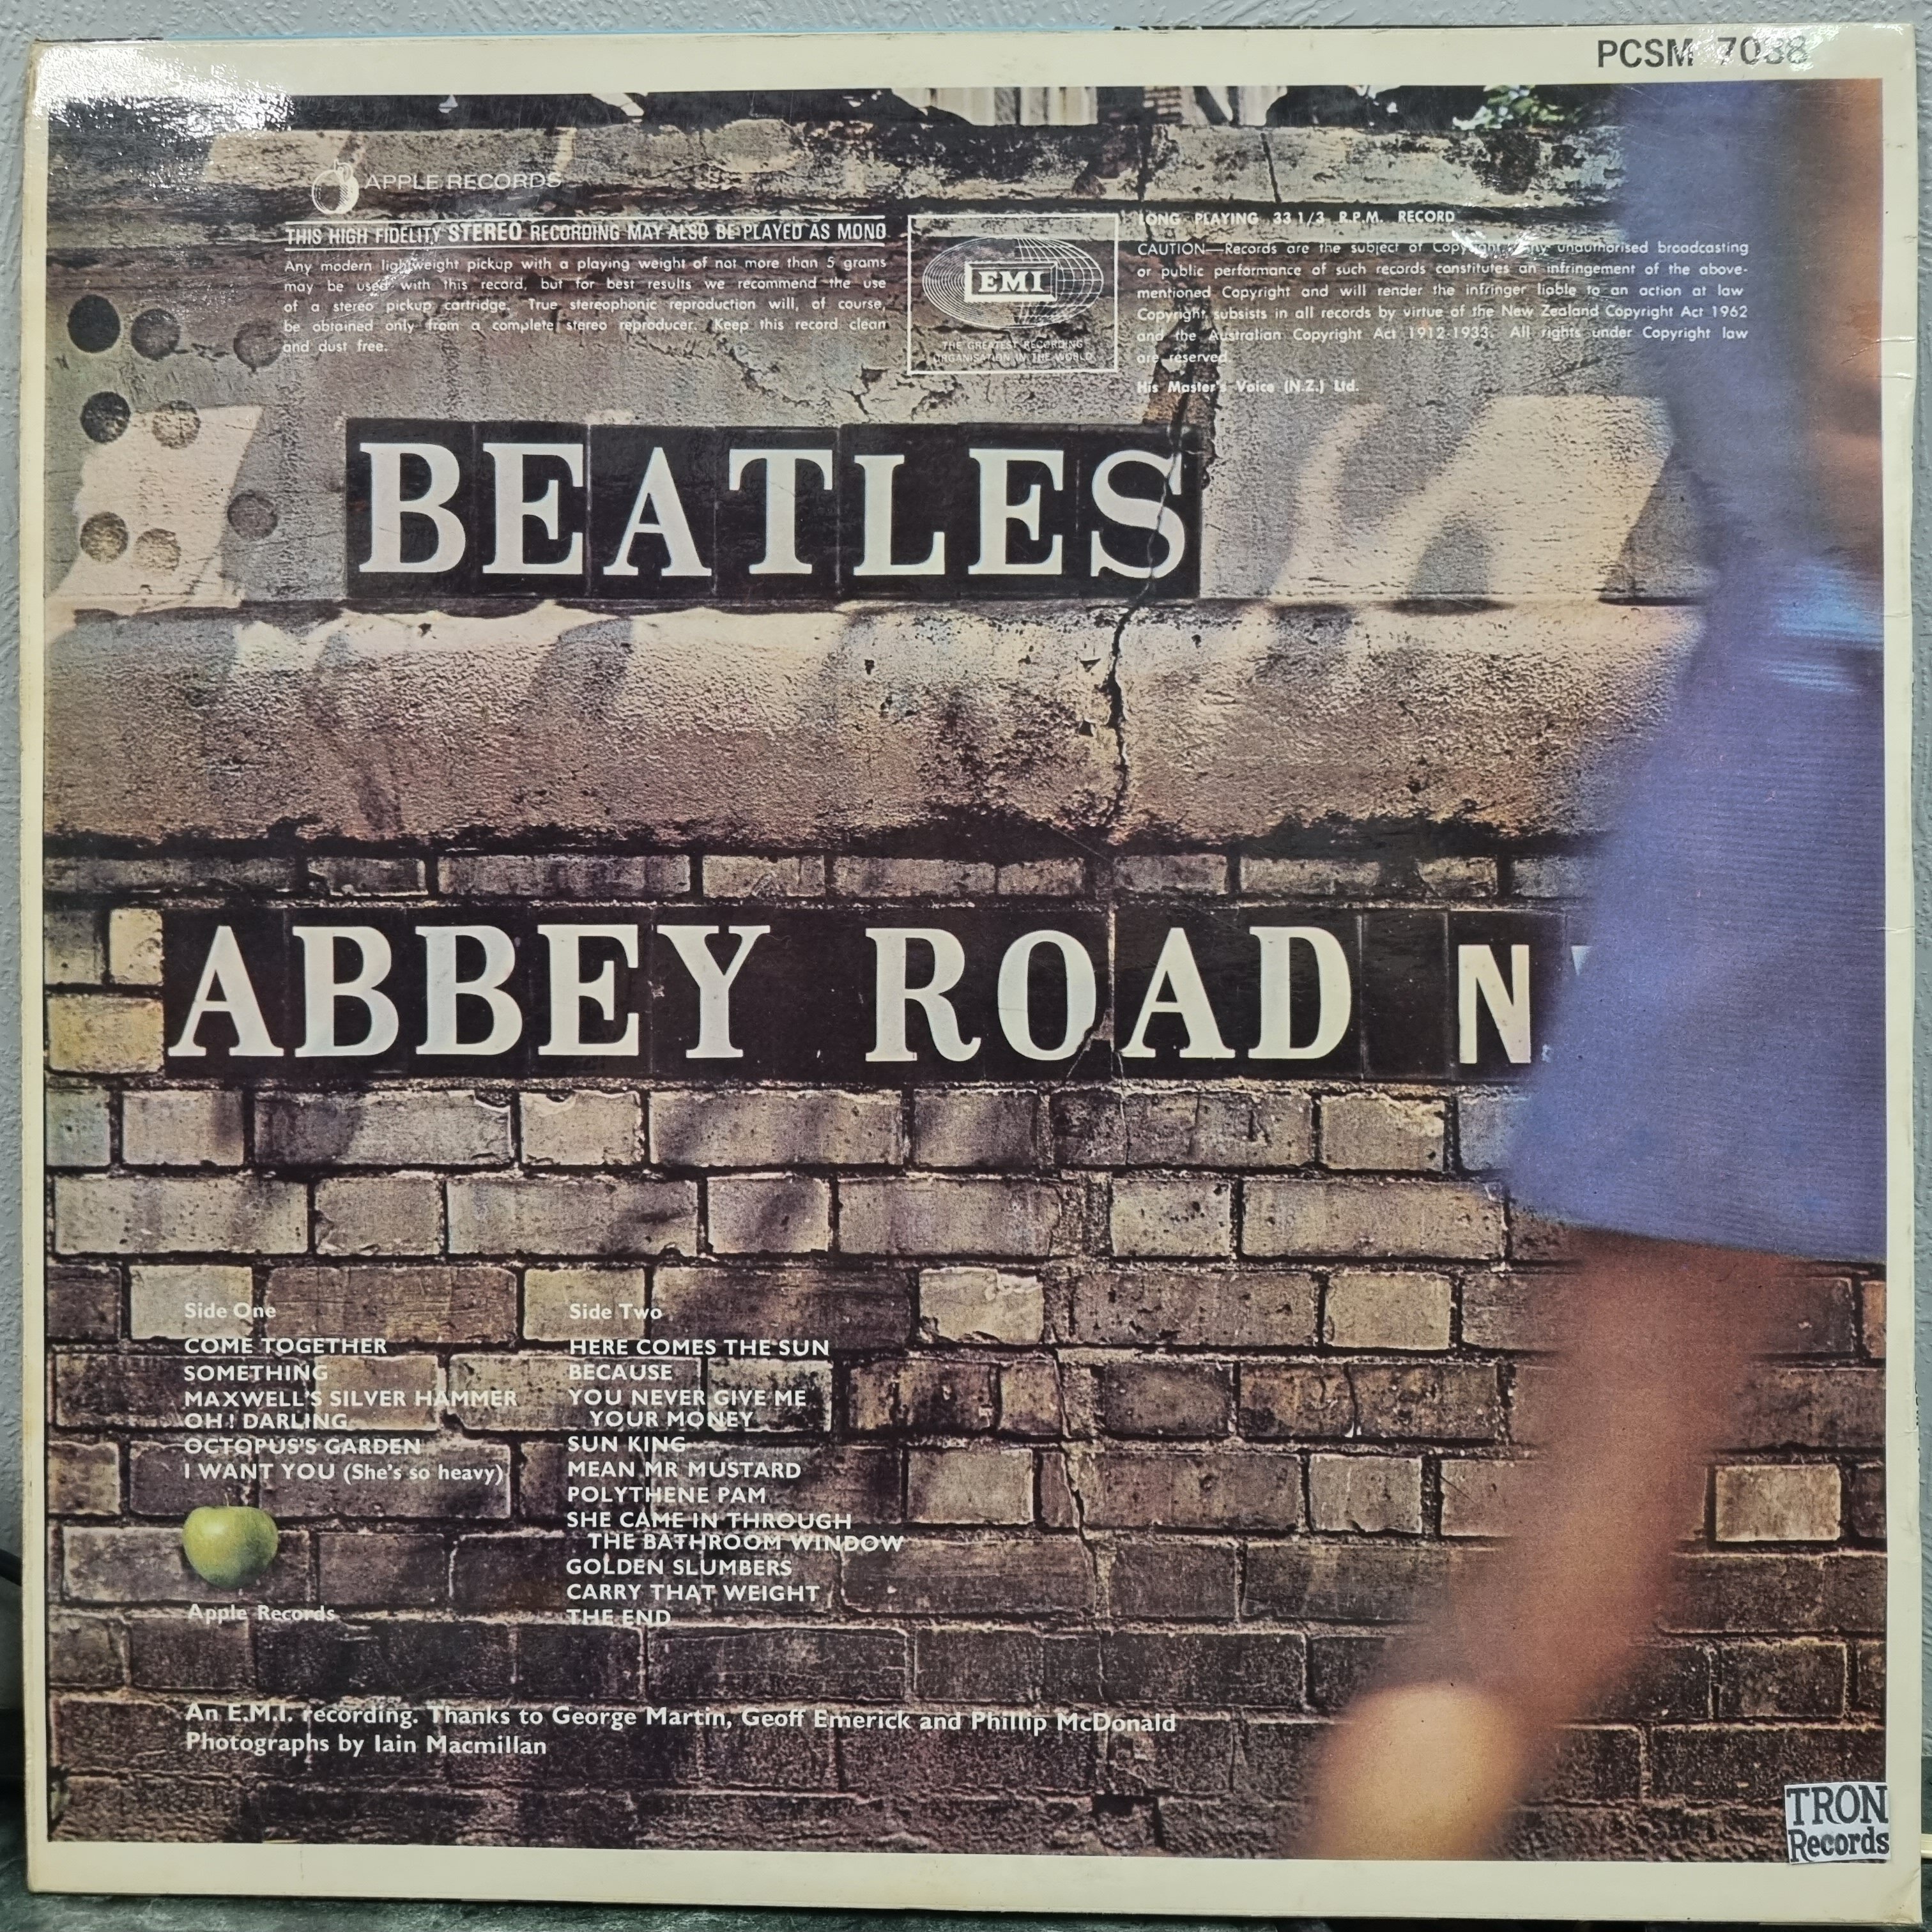 PCSM 7088
APPLE RECORDS
THIS HIGH FIDELITY STEREO RECORDING MAY ALSO BE PLAYED AS MONO
Any modern lightweight pickup with a playing weight of not more than 5 grams
may be used with this record, but for best results we recommend the use
of a stereo pickup cartridge. True stereophonic reproduction will, of course,
be obtained only from a complete stereo reproducer. Keep this record clean
and dust free.
EMI
THE GREATEST RECORDING
ORGANISATION IN THE WORLD
LONG PLAYING 33 1/3 R.P.M. RECORD
CAUTION—Records are the subject of Copyright. Any unauthorised broadcasting
or public performance of such records constitutes an infringement of the above-
mentioned Copyright and will render the infringer liable to an action at law
Copyright subsists in all records by virtue of the New Zealand Copyright Act 1962
and the Australian Copyright Act 1912-1933. All rights under Copyright law
are reserved.
His Master's Voice (N.Z.) Ltd.
BEATLES
ABBEY ROAD N
Side One
COME TOGETHER
SOMETHING
MAXWELL'S SILVER HAMMER
OH! DARLING
OCTOPUS'S GARDEN
I WANT YOU (She's so heavy)
Apple Records
Side Two
HERE COMES THE SUN
BECAUSE
YOU NEVER GIVE ME
YOUR MONEY
SUN KING
MEAN MR MUSTARD
POLYTHENE PAM
SHE CAME IN THROUGH
THE BATHROOM WINDOW
GOLDEN SLUMBERS
CARRY THAT WEIGHT
THE END
An E.M.I. recording. Thanks to George Martin, Geoff Emerick and Phillip McDonald
Photographs by Iain Macmillan
TRON
Records